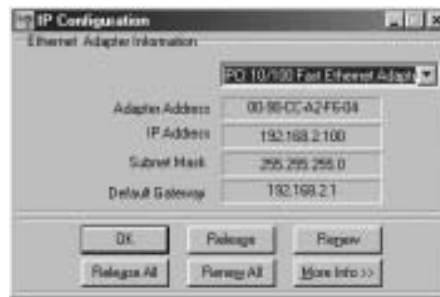 IP Configuration
Ethernet Adapter Information
PCI 10/100 Fast Ethernet Adapt
Adapter Address 00-90-CC-A2-F6-04
IP Address 192.168.2.100
Subnet Mask 255.255.255.0
Default Gateway 192.168.2.1
OK Release Renew
Release All Renew All More Info >>